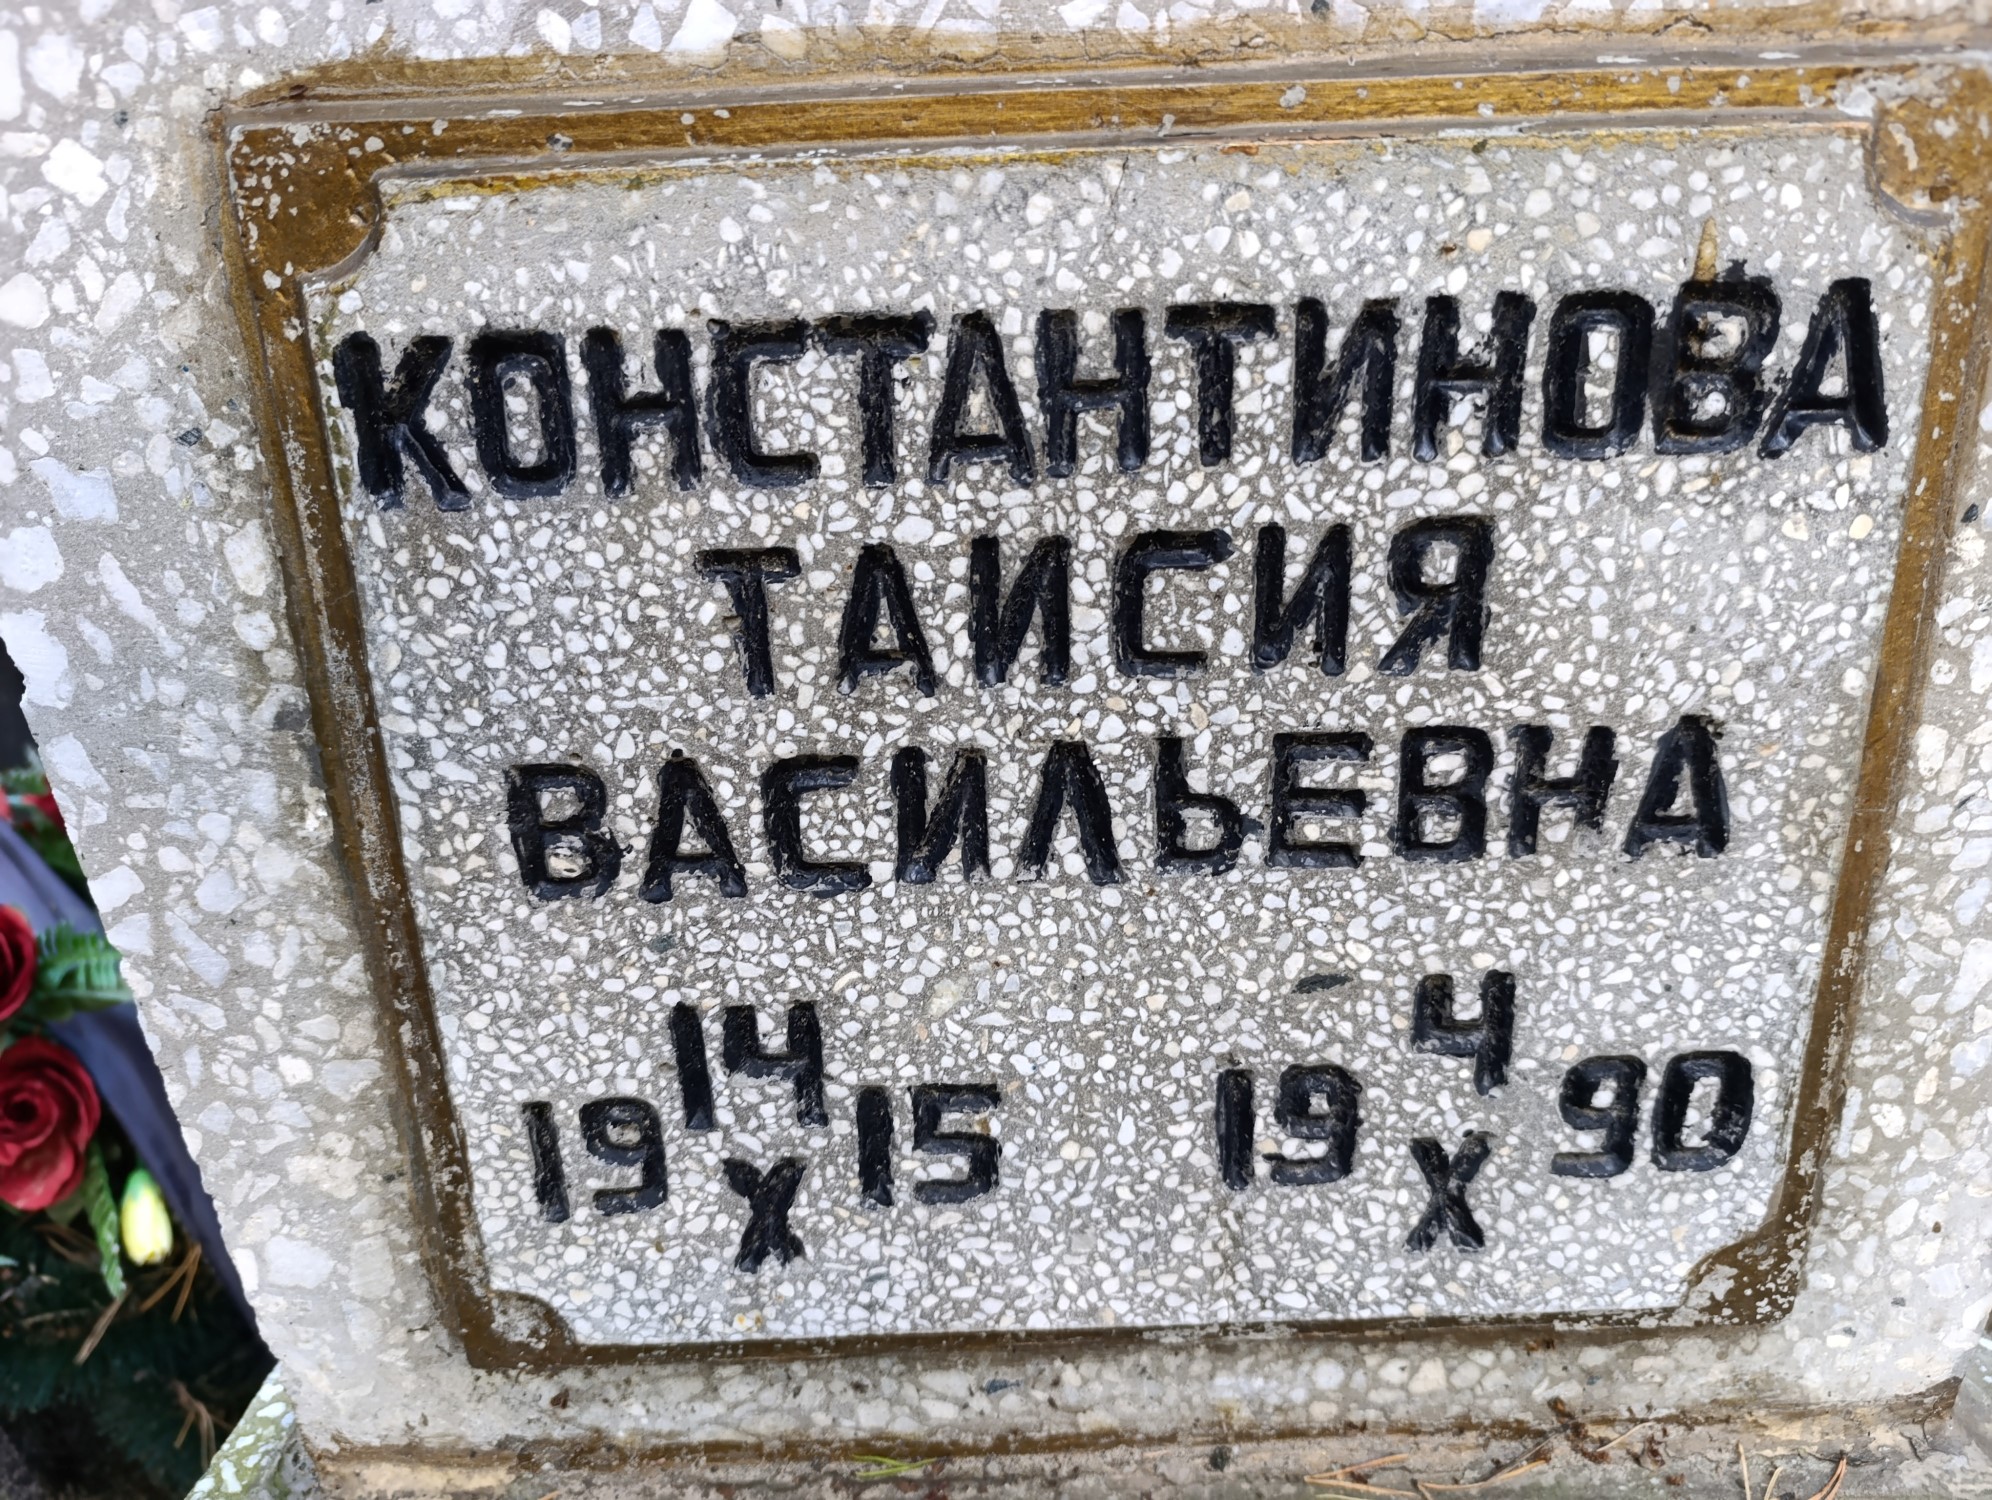 КОНСТАНТИНОВА
ТАИСИЯ
ВАСИЛЬЕВНА
19 14/X 15 19 4/X 90